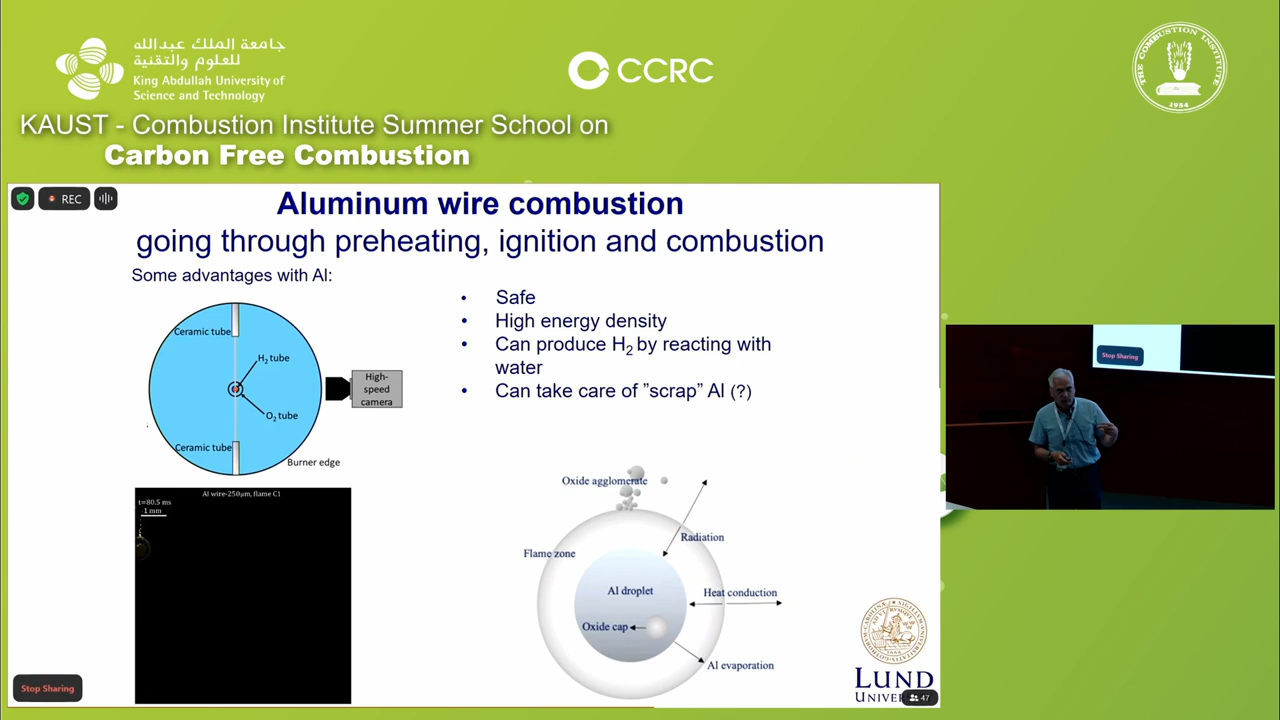 جامعة الملك عبدالله
للعلوم والتقنية
King Abdullah University of
Science and Technology
CCRC
THE COMBUSTION INSTITUTE
1954
KAUST - Combustion Institute Summer School on
Carbon Free Combustion
REC
Aluminum wire combustion
going through preheating, ignition and combustion
Some advantages with Al:
• Safe
• High energy density
• Can produce H₂ by reacting with
water
• Can take care of ”scrap” Al (?)
Ceramic tube
H₂ tube
High-
speed
camera
O₂ tube
Ceramic tube
Burner edge
Al wire-250μm, flame C1
t=80.5 ms
1 mm
Oxide agglomerate
Radiation
Flame zone
Al droplet
Heat conduction
Oxide cap
Al evaporation
LUND
Stop Sharing
47
Stop Sharing